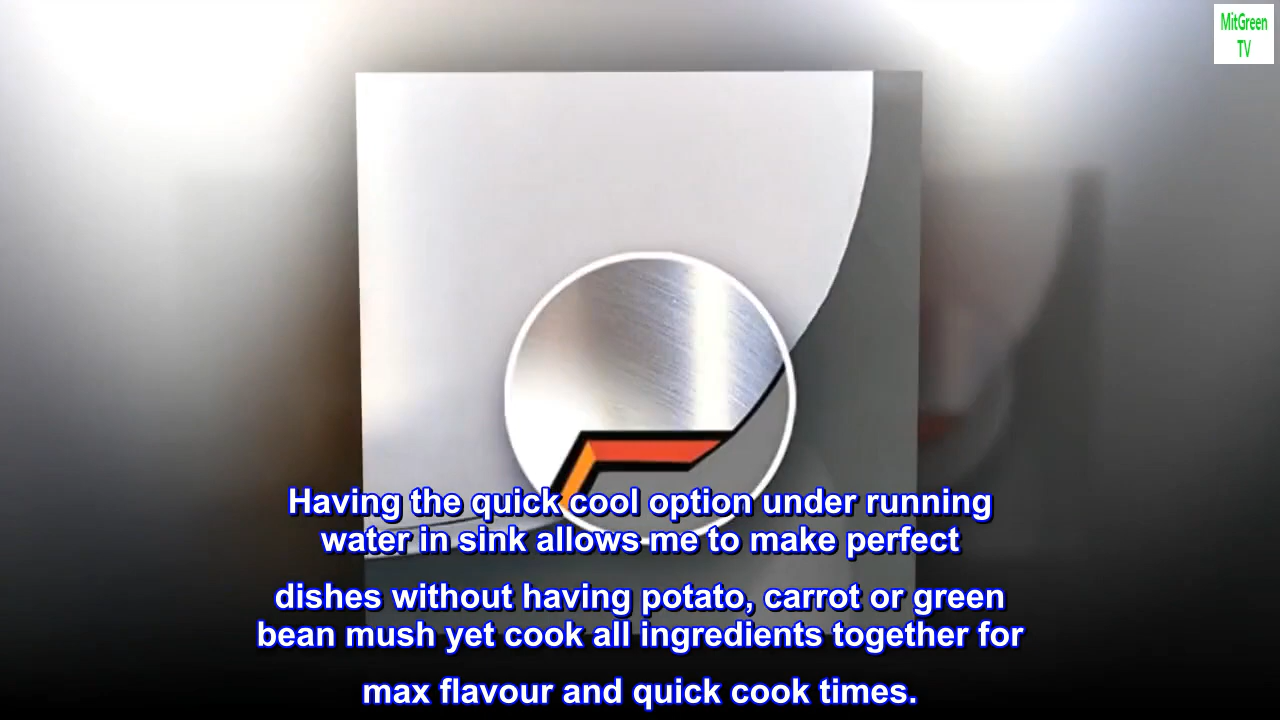 MitGreen
TV
Having the quick cool option under running
water in sink allows me to make perfect
dishes without having potato, carrot or green
bean mush yet cook all ingredients together for
max flavour and quick cook times.